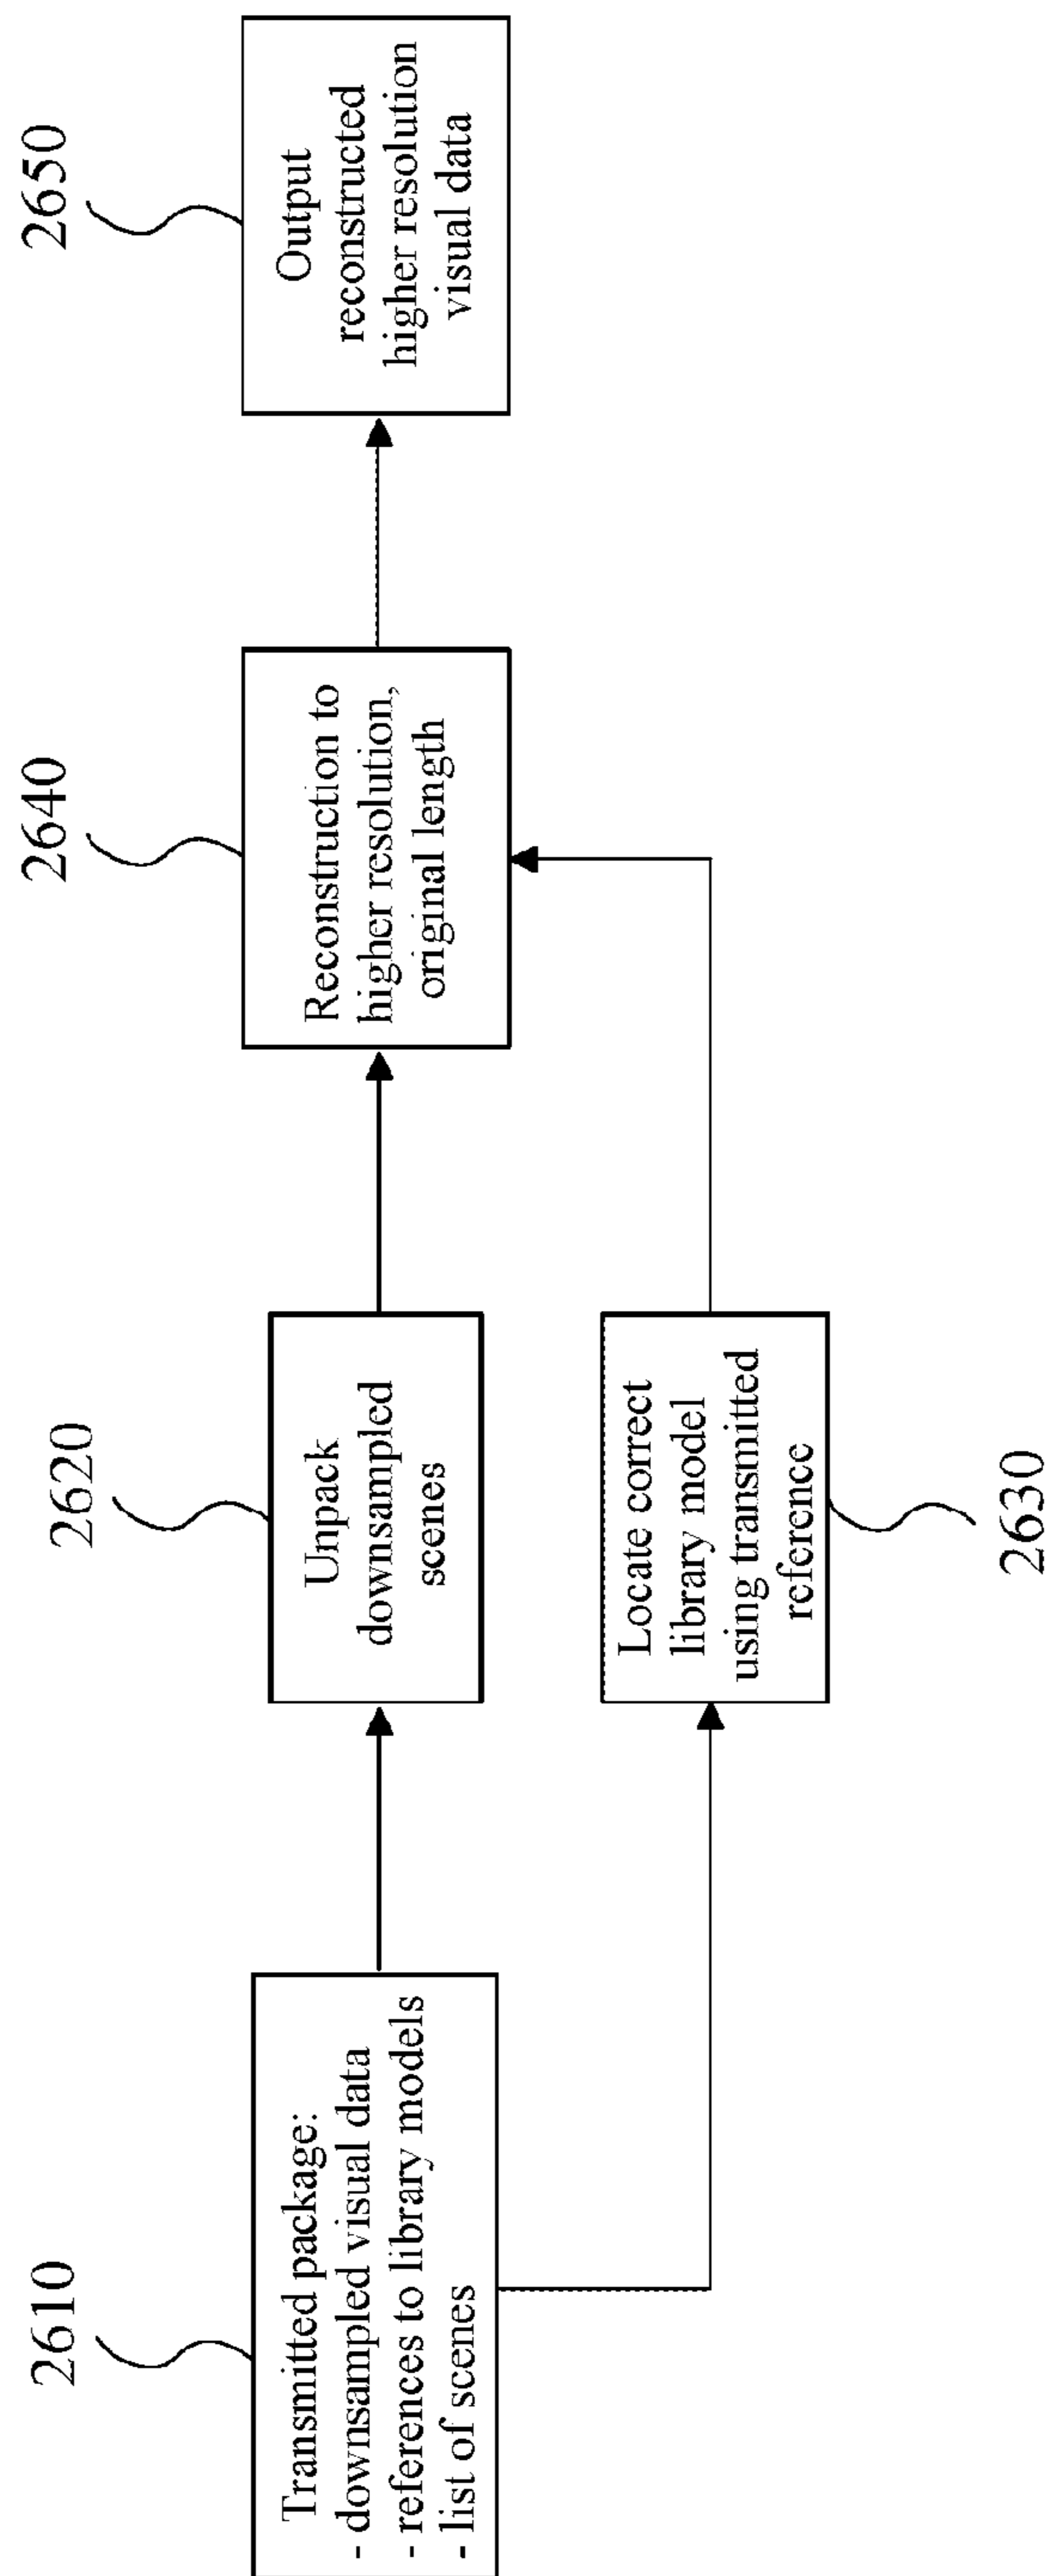 2610
Transmitted package:
- downsampled visual data
- references to library models
- list of scenes
2620
Unpack
downsampled
scenes
Locate correct
library model
using transmitted
reference
2630
2640
Reconstruction to
higher resolution,
original length
2650
Output
reconstructed
higher resolution
visual data